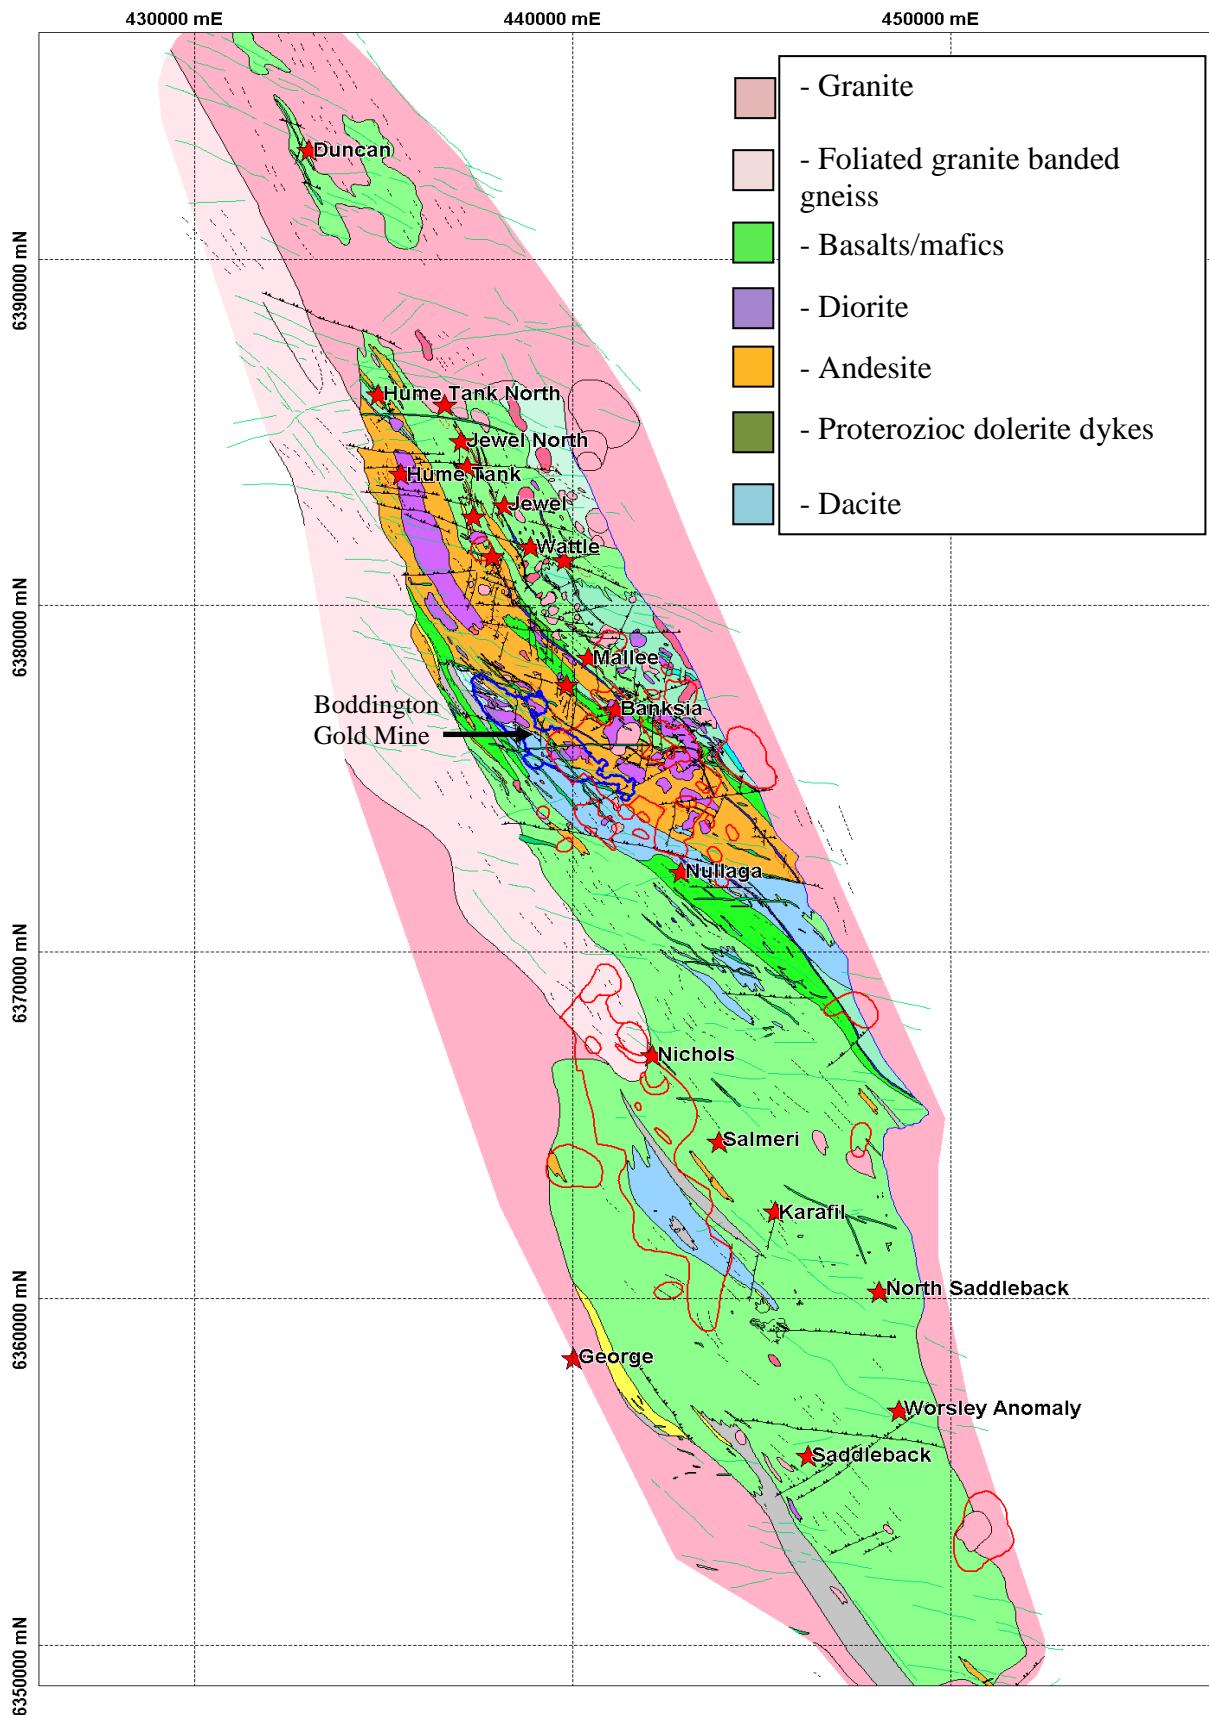 430000 mE
440000 mE
450000 mE
- Granite
- Foliated granite banded
gneiss
- Basalts/mafics
- Diorite
- Andesite
- Proterozioc dolerite dykes
- Dacite
6390000 mN
6380000 mN
6370000 mN
6360000 mN
6350000 mN
Duncan
Hume Tank North
Jewel North
Hume Tank
Jewel
Wattle
Mallee
Boddington
Gold Mine
Banksia
Nullaga
Nichols
Salmeri
Karafil
North Saddleback
George
Worsley Anomaly
Saddleback